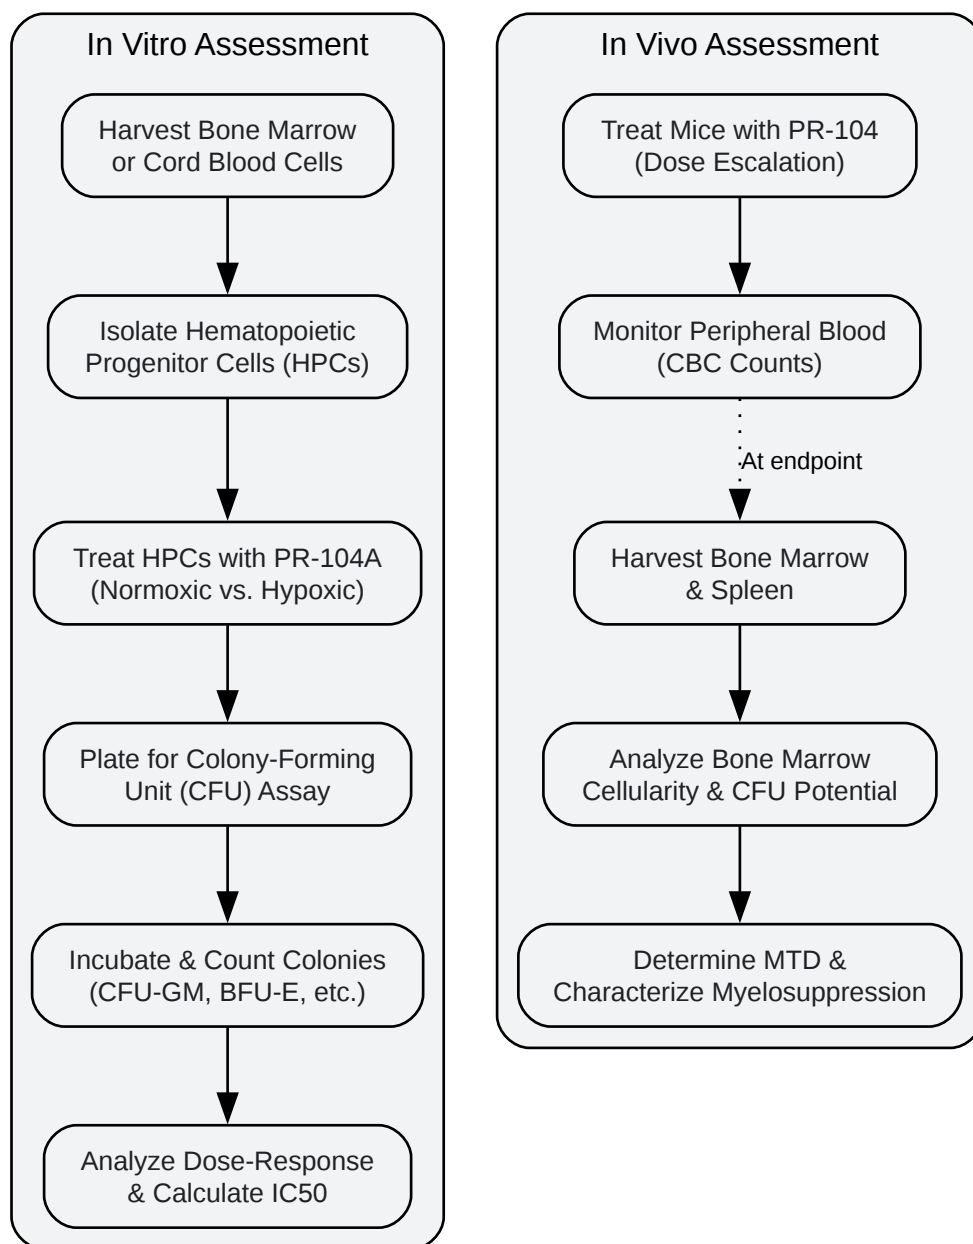 In Vitro Assessment
Harvest Bone Marrow
or Cord Blood Cells
Isolate Hematopoietic
Progenitor Cells (HPCs)
Treat HPCs with PR-104A
(Normoxic vs. Hypoxic)
Plate for Colony-Forming
Unit (CFU) Assay
Incubate & Count Colonies
(CFU-GM, BFU-E, etc.)
Analyze Dose-Response
& Calculate IC50
In Vivo Assessment
Treat Mice with PR-104
(Dose Escalation)
Monitor Peripheral Blood
(CBC Counts)
At endpoint
Harvest Bone Marrow
& Spleen
Analyze Bone Marrow
Cellularity & CFU Potential
Determine MTD &
Characterize Myelosuppression